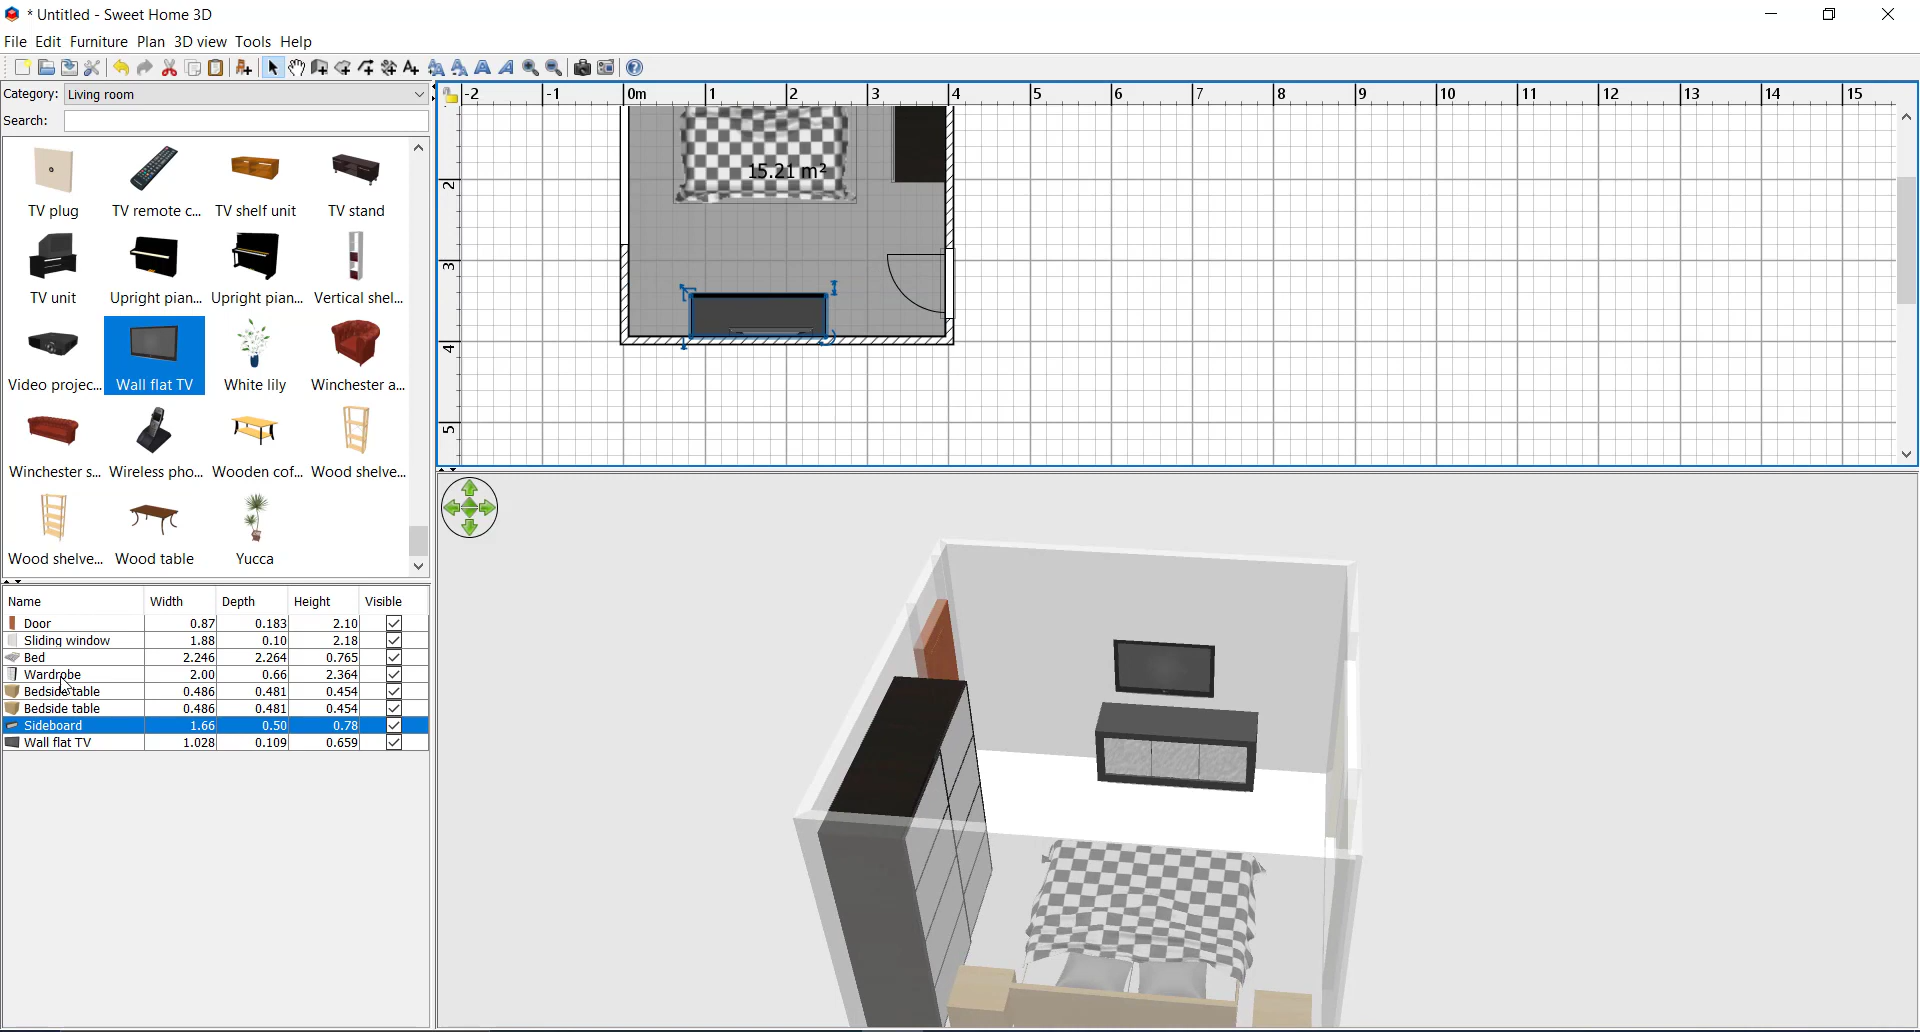 * Untitled - Sweet Home 3D
File Edit Furniture Plan 3D view Tools Help
Category: Living room
Search:
TV plug TV remote c... TV shelf unit TV stand
TV unit Upright pian... Upright pian... Vertical shel...
Video projec... Wall flat TV White lily Winchester a...
Winchester s... Wireless pho... Wooden cof... Wood shelve...
Wood shelve... Wood table Yucca
Name Width Depth Height Visible
Door 0.87 0.183 2.10
Sliding window 1.88 0.10 2.18
Bed 2.246 2.264 0.765
Wardrobe 2.00 0.66 2.364
Bedside table 0.486 0.481 0.454
Bedside table 0.486 0.481 0.454
Sideboard 1.66 0.50 0.78
Wall flat TV 1.028 0.109 0.659
-2 -1 0m 1 2 3 4 5 6 7 8 9 10 11 12 13 14 15
2
3
4
5
15.21 m²